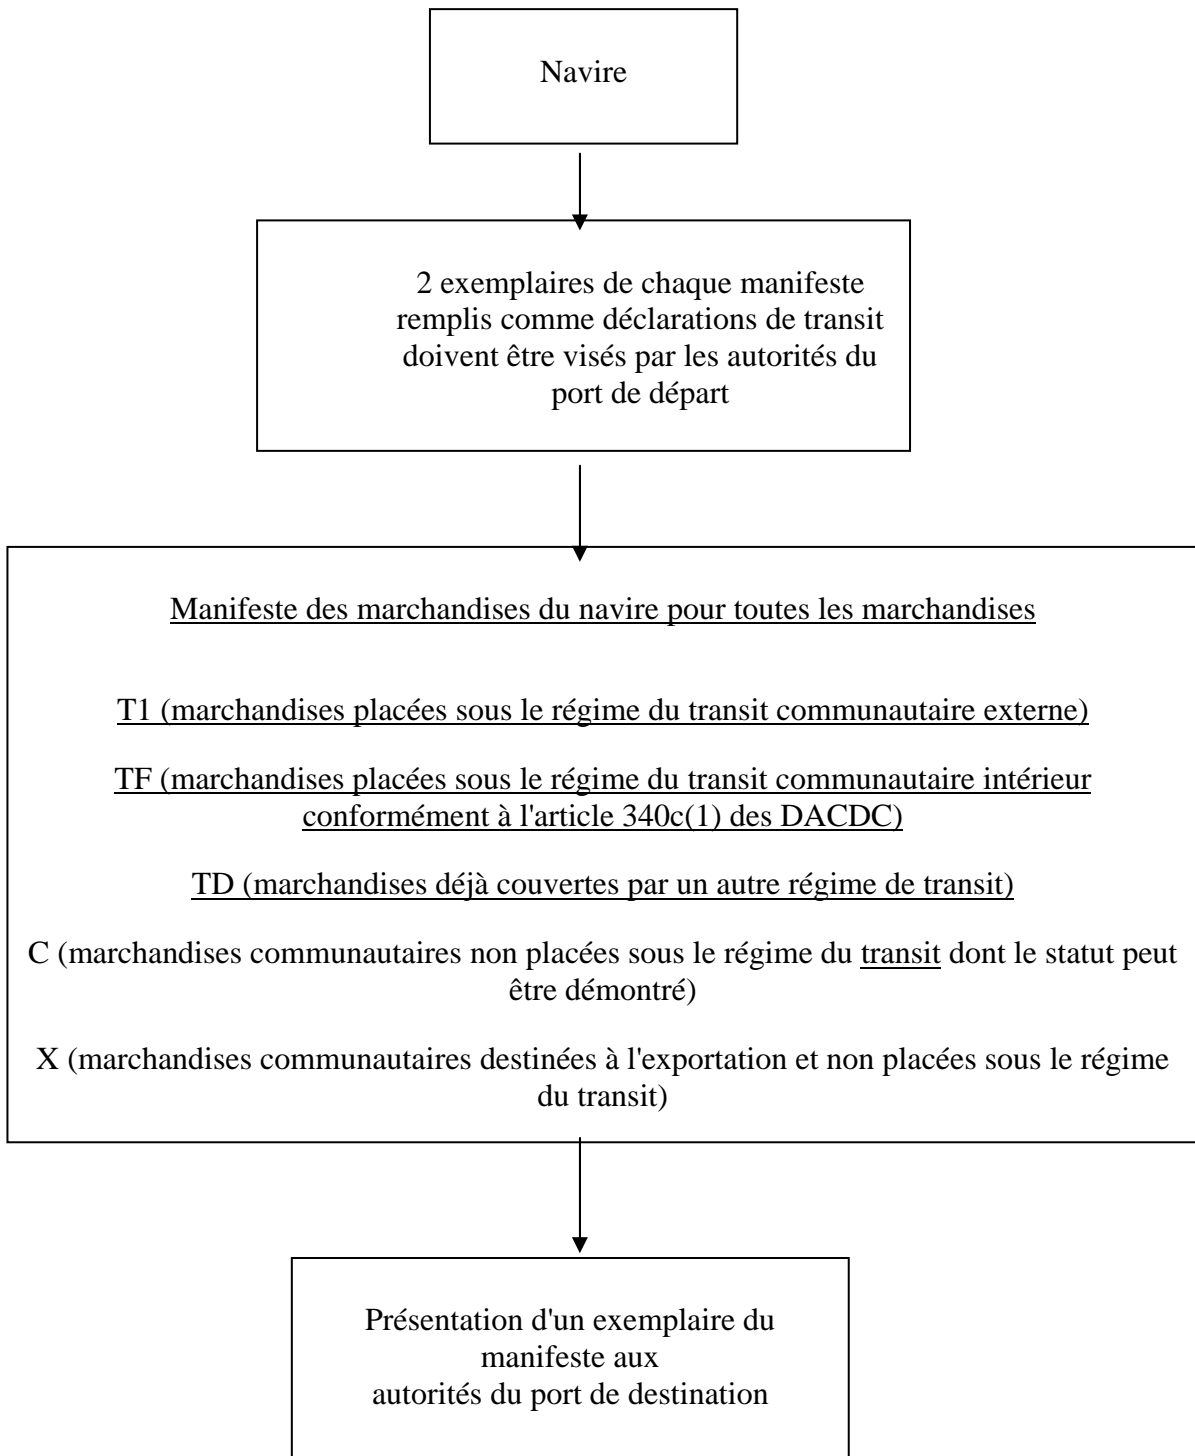 Navire
2 exemplaires de chaque manifeste
remplis comme déclarations de transit
doivent être visés par les autorités du
port de départ
Manifeste des marchandises du navire pour toutes les marchandises
T1 (marchandises placées sous le régime du transit communautaire externe)
TF (marchandises placées sous le régime du transit communautaire intérieur
conformément à l'article 340c(1) des DACDC)
TD (marchandises déjà couvertes par un autre régime de transit)
C (marchandises communautaires non placées sous le régime du transit dont le statut peut
être démontré)
X (marchandises communautaires destinées à l'exportation et non placées sous le régime
du transit)
Présentation d'un exemplaire du
manifeste aux
autorités du port de destination